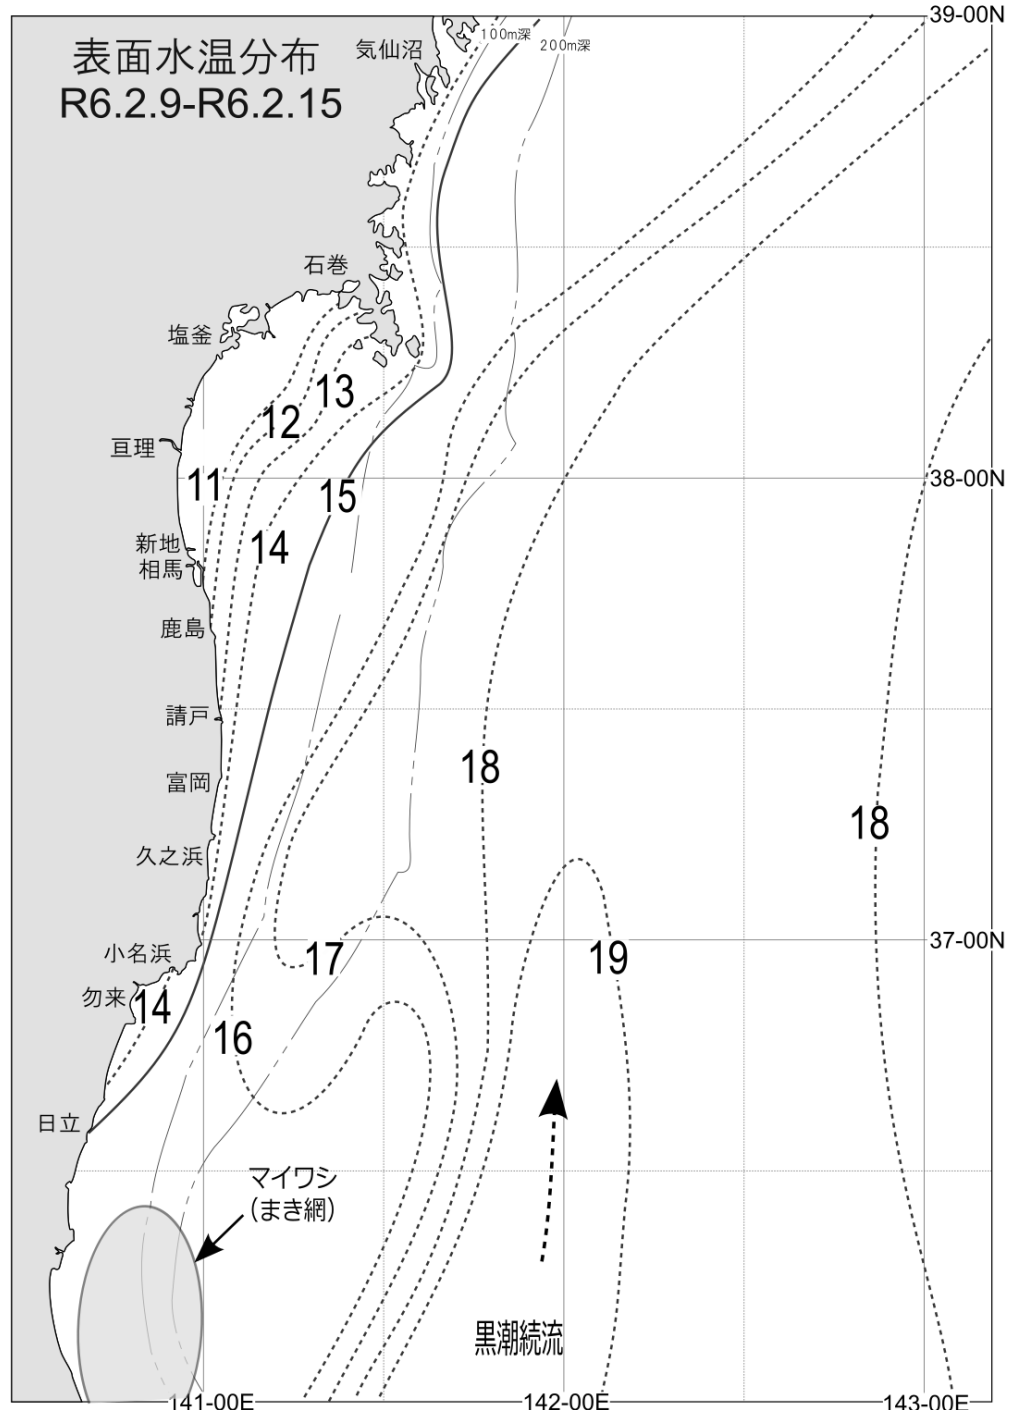 39-00N
100m深
200m深
気仙沼
表面水温分布
R6.2.9-R6.2.15
石巻
塩釜
13
12
亘理
11
38-00N
15
新地
14
相馬
鹿島
請戸
富岡
18
18
久之浜
37-00N
小名浜
17
19
勿来
14
16
日立
マイワシ
(まき網)
黒潮続流
141-00E
142-00E
143-00E